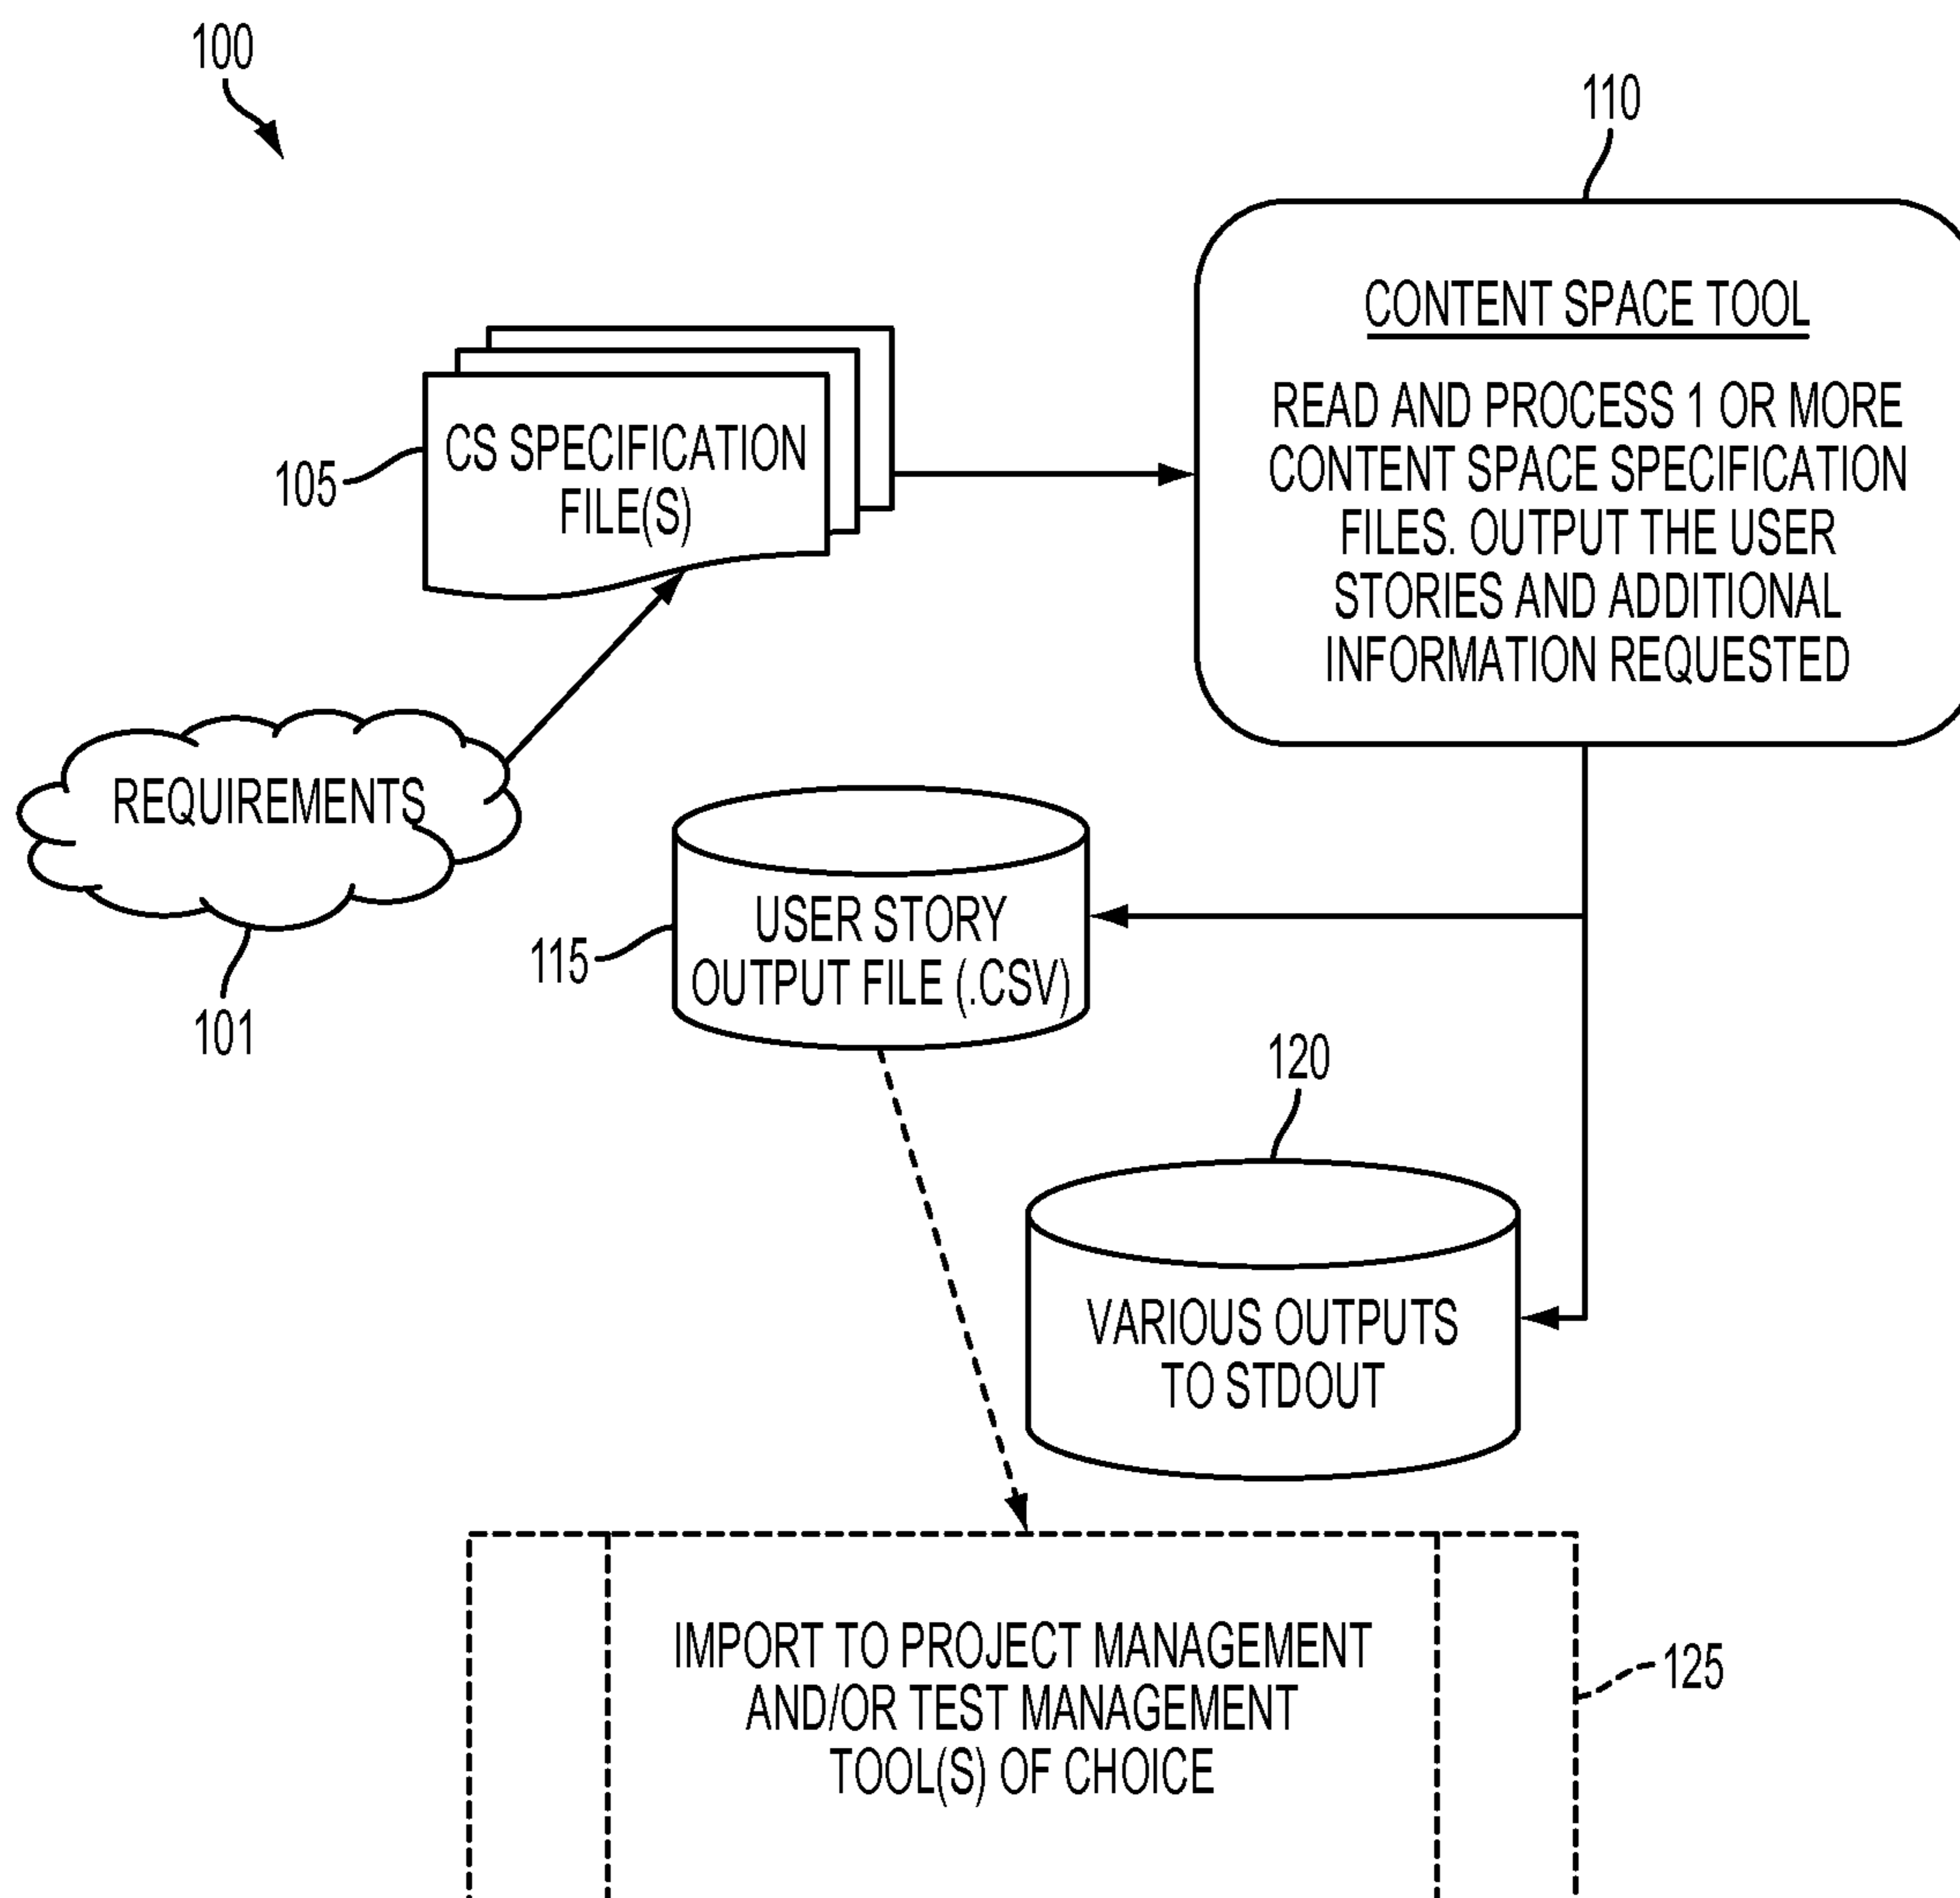 100
110
CONTENT SPACE TOOL
READ AND PROCESS 1 OR MORE
CONTENT SPACE SPECIFICATION
FILES. OUTPUT THE USER
STORIES AND ADDITIONAL
INFORMATION REQUESTED
CS SPECIFICATION
FILE(S)
105
REQUIREMENTS
101
USER STORY
OUTPUT FILE (.CSV)
115
120
VARIOUS OUTPUTS
TO STDOUT
IMPORT TO PROJECT MANAGEMENT
AND/OR TEST MANAGEMENT
TOOL(S) OF CHOICE
125